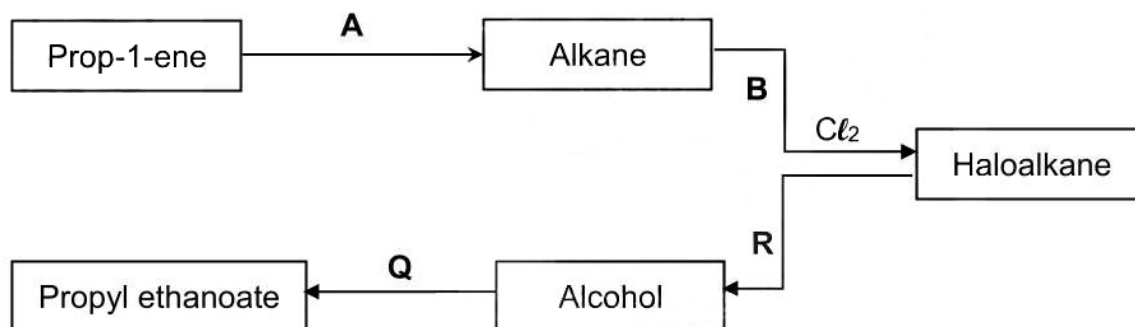 A
Prop-1-ene
Alkane
B
Cℓ2
Haloalkane
R
Q
Propyl ethanoate
Alcohol